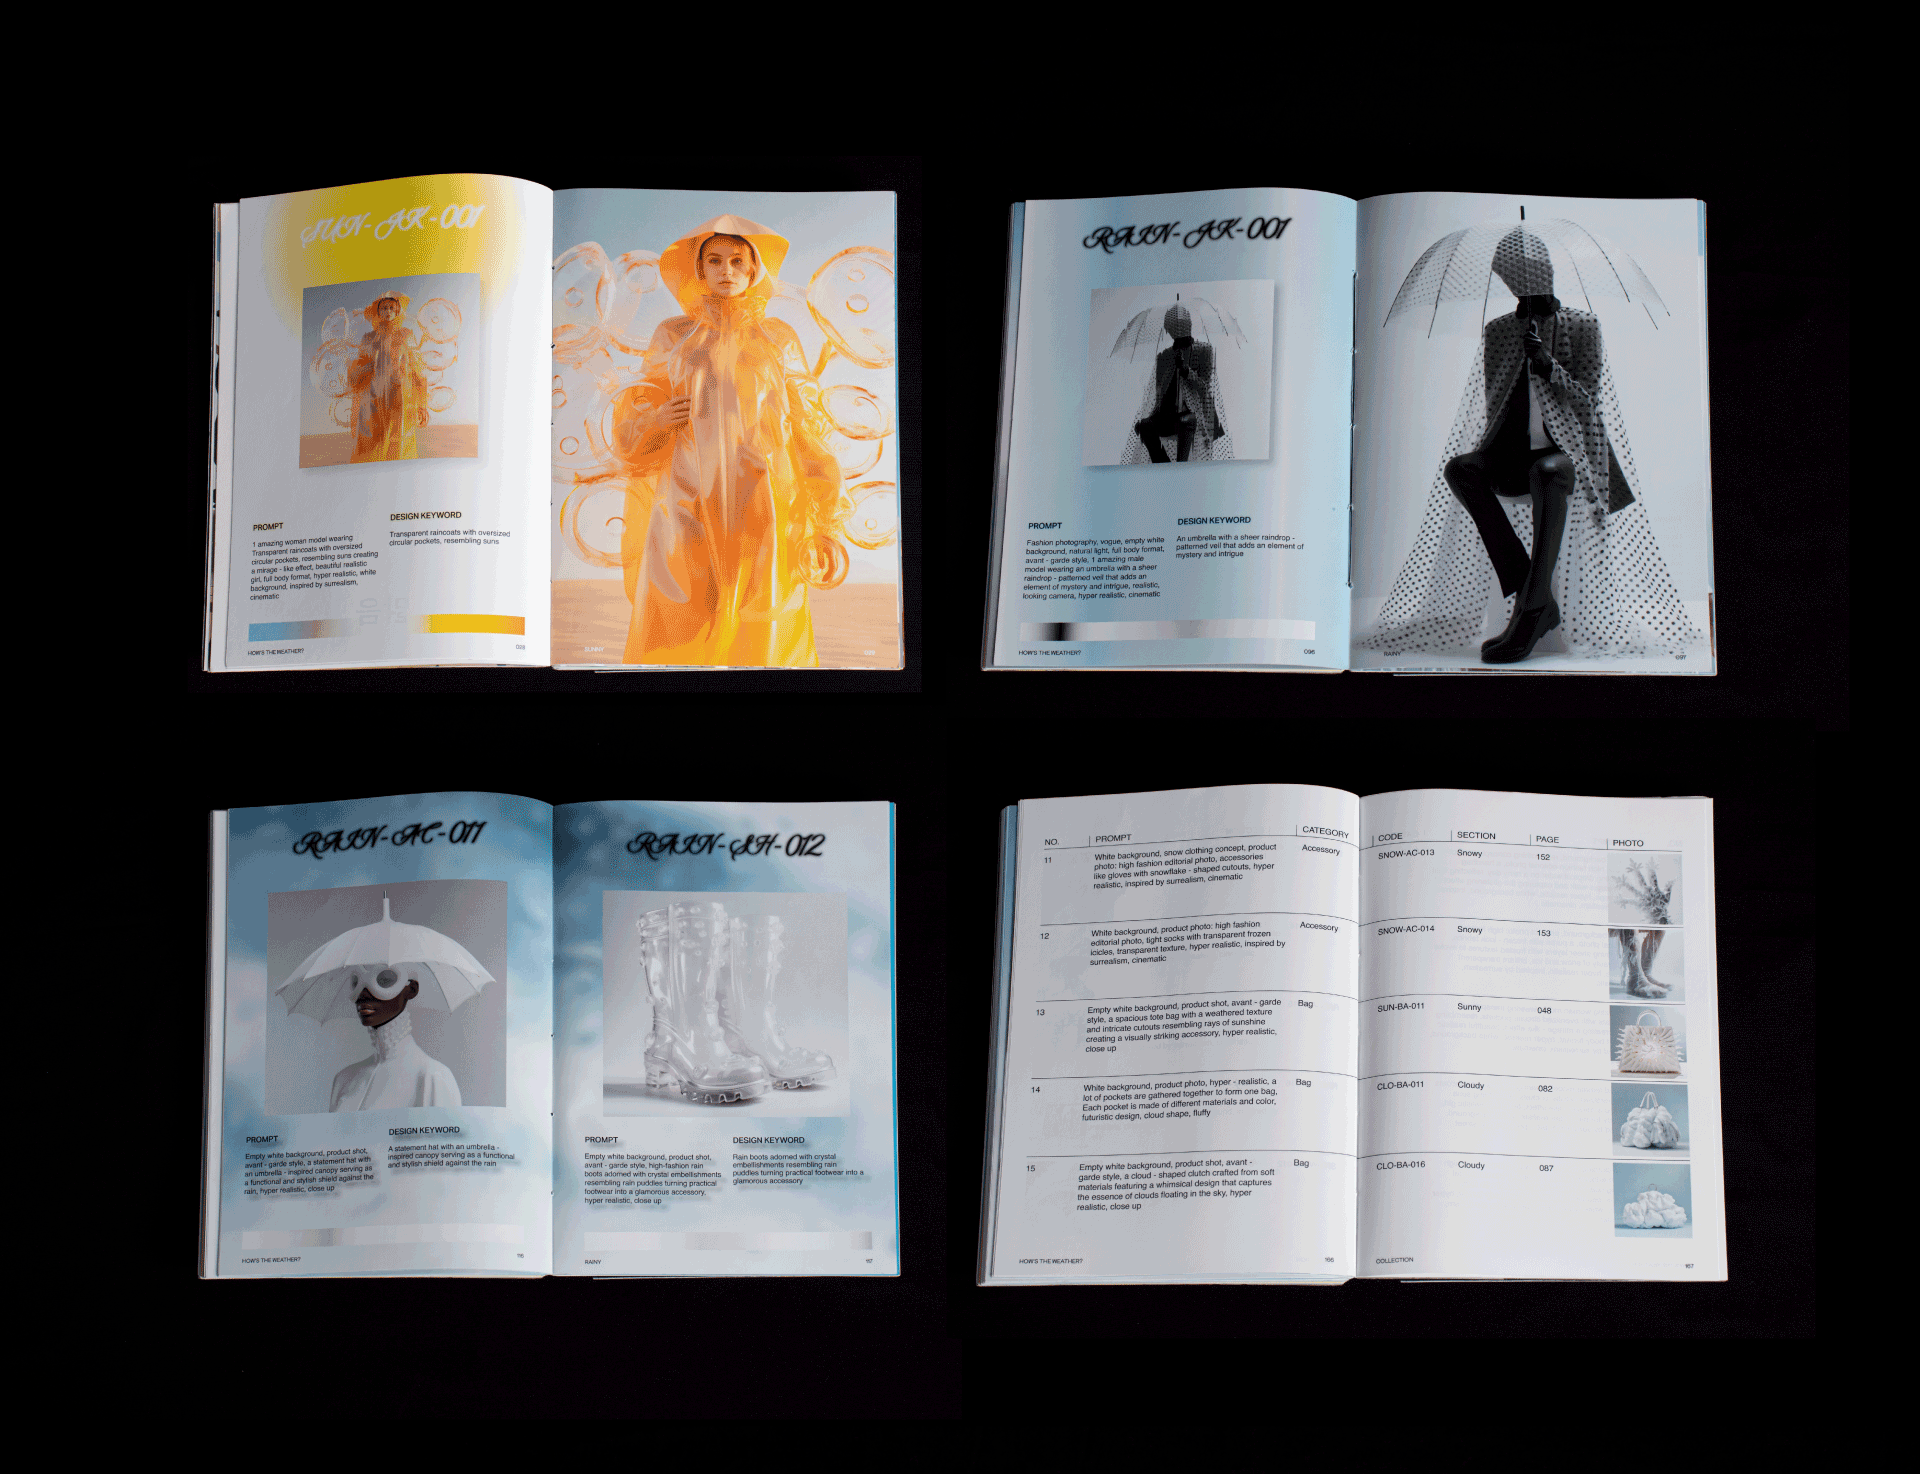 SUN-JK-001
PROMPT
1 amazing woman model wearing
Transparent raincoats with oversized
circular pockets, resembling suns creating
a mirage - like effect, beautiful realistic
girl, full body format, hyper realistic, white
background, inspired by surrealism,
cinematic
DESIGN KEYWORD
Transparent raincoats with oversized
circular pockets, resembling suns
HOW'S THE WEATHER?
SUNNY
RAIN-JK-001
PROMPT
Fashion photography, vogue, empty white
background, natural light, full body format,
avant - garde style, 1 amazing male
model wearing an umbrella with a sheer
raindrop - patterned veil that adds an
element of mystery and intrigue, realistic,
looking camera, hyper realistic, cinematic
DESIGN KEYWORD
An umbrella with a sheer raindrop -
patterned veil that adds an element of
mystery and intrigue
HOW'S THE WEATHER?
096
RAINY
097
RAIN-AC-011
PROMPT
Empty white background, product shot,
avant - garde style, a statement hat with
an umbrella - inspired canopy serving as
a functional and stylish shield against the
rain, hyper realistic, close up
DESIGN KEYWORD
A statement hat with an umbrella -
inspired canopy serving as a functional
and stylish shield against the rain
HOW'S THE WEATHER?
116
RAIN-SH-012
PROMPT
Empty white background, product shot,
avant - garde style, high-fashion rain
boots adorned with crystal embellishments
resembling rain puddles turning practical
footwear into a glamorous accessory,
hyper realistic, close up
DESIGN KEYWORD
Rain boots adorned with crystal
embellishments resembling rain
puddles turning practical footwear into a
glamorous accessory
RAINY
117
NO. PROMPT CATEGORY CODE SECTION PAGE PHOTO
11 White background, snow clothing concept, product Accessory SNOW-AC-013 Snowy 152
photo: high fashion editorial photo, accessories
like gloves with snowflake - shaped cutouts, hyper
realistic, inspired by surrealism, cinematic
12 White background, product photo: high fashion Accessory SNOW-AC-014 Snowy 153
editorial photo, tight socks with transparent frozen
icicles, transparent texture, hyper realistic, inspired by
surrealism, cinematic
13 Empty white background, product shot, avant - garde Bag SUN-BA-011 Sunny 048
style, a spacious tote bag with a weathered texture
and intricate cutouts resembling rays of sunshine
creating a visually striking accessory, hyper realistic,
close up
14 White background, product photo, hyper - realistic, a Bag CLO-BA-011 Cloudy 082
lot of pockets are gathered together to form one bag,
Each pocket is made of different materials and color,
futuristic design, cloud shape, fluffy
15 Empty white background, product shot, avant - Bag CLO-BA-016 Cloudy 087
garde style, a cloud - shaped clutch crafted from soft
materials featuring a whimsical design that captures
the essence of clouds floating in the sky, hyper
realistic, close up
HOW'S THE WEATHER?
166
COLLECTION
167